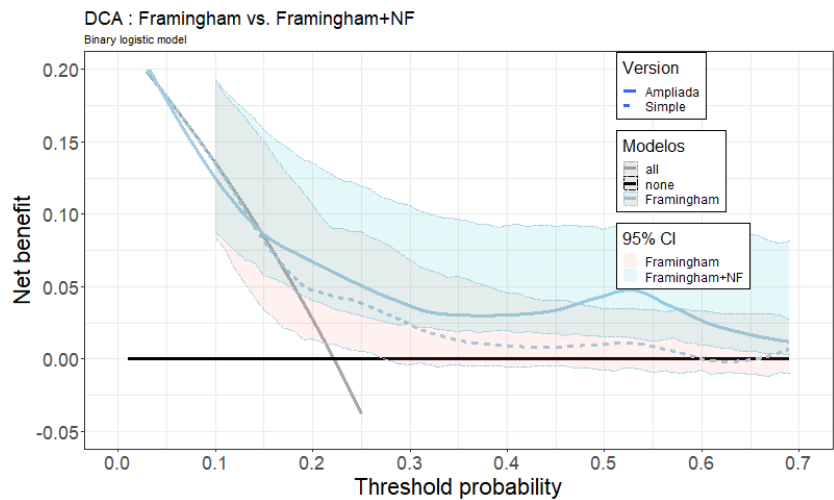 DCA : Framingham vs. Framingham+NF
Binary logistic model
Net benefit
0.20
0.15
0.10
0.05
0.00
-0.05
Version
Ampliada
Simple
Modelos
all
none
Framingham
95% CI
Framingham
Framingham+NF
0.0 0.1 0.2 0.3 0.4 0.5 0.6 0.7
Threshold probability